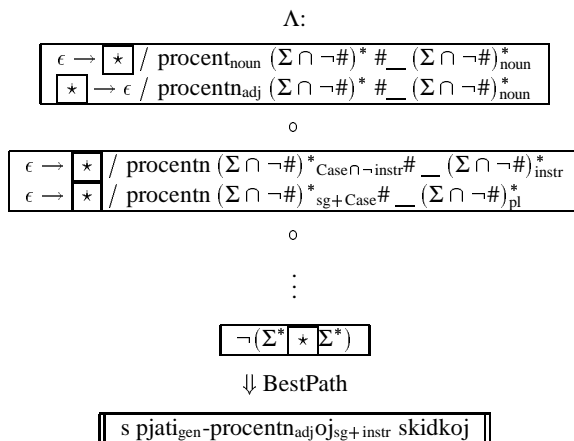 Λ:
ϵ → ⋆ / procent_noun (Σ ∩ ¬#)* #__ (Σ ∩ ¬#)*_noun
⋆ → ϵ / procentn_adj (Σ ∩ ¬#)* #__ (Σ ∩ ¬#)*_noun
∘
ϵ → ⋆ / procentn (Σ ∩ ¬#)*_Case∩¬instr# __ (Σ ∩ ¬#)*_instr
ϵ → ⋆ / procentn (Σ ∩ ¬#)*_sg+Case# __ (Σ ∩ ¬#)*_pl
∘
⋮
¬(Σ* ⋆ Σ*)
⇓ BestPath
s pjati_gen-procentn_adj oj_sg+instr skidkoj